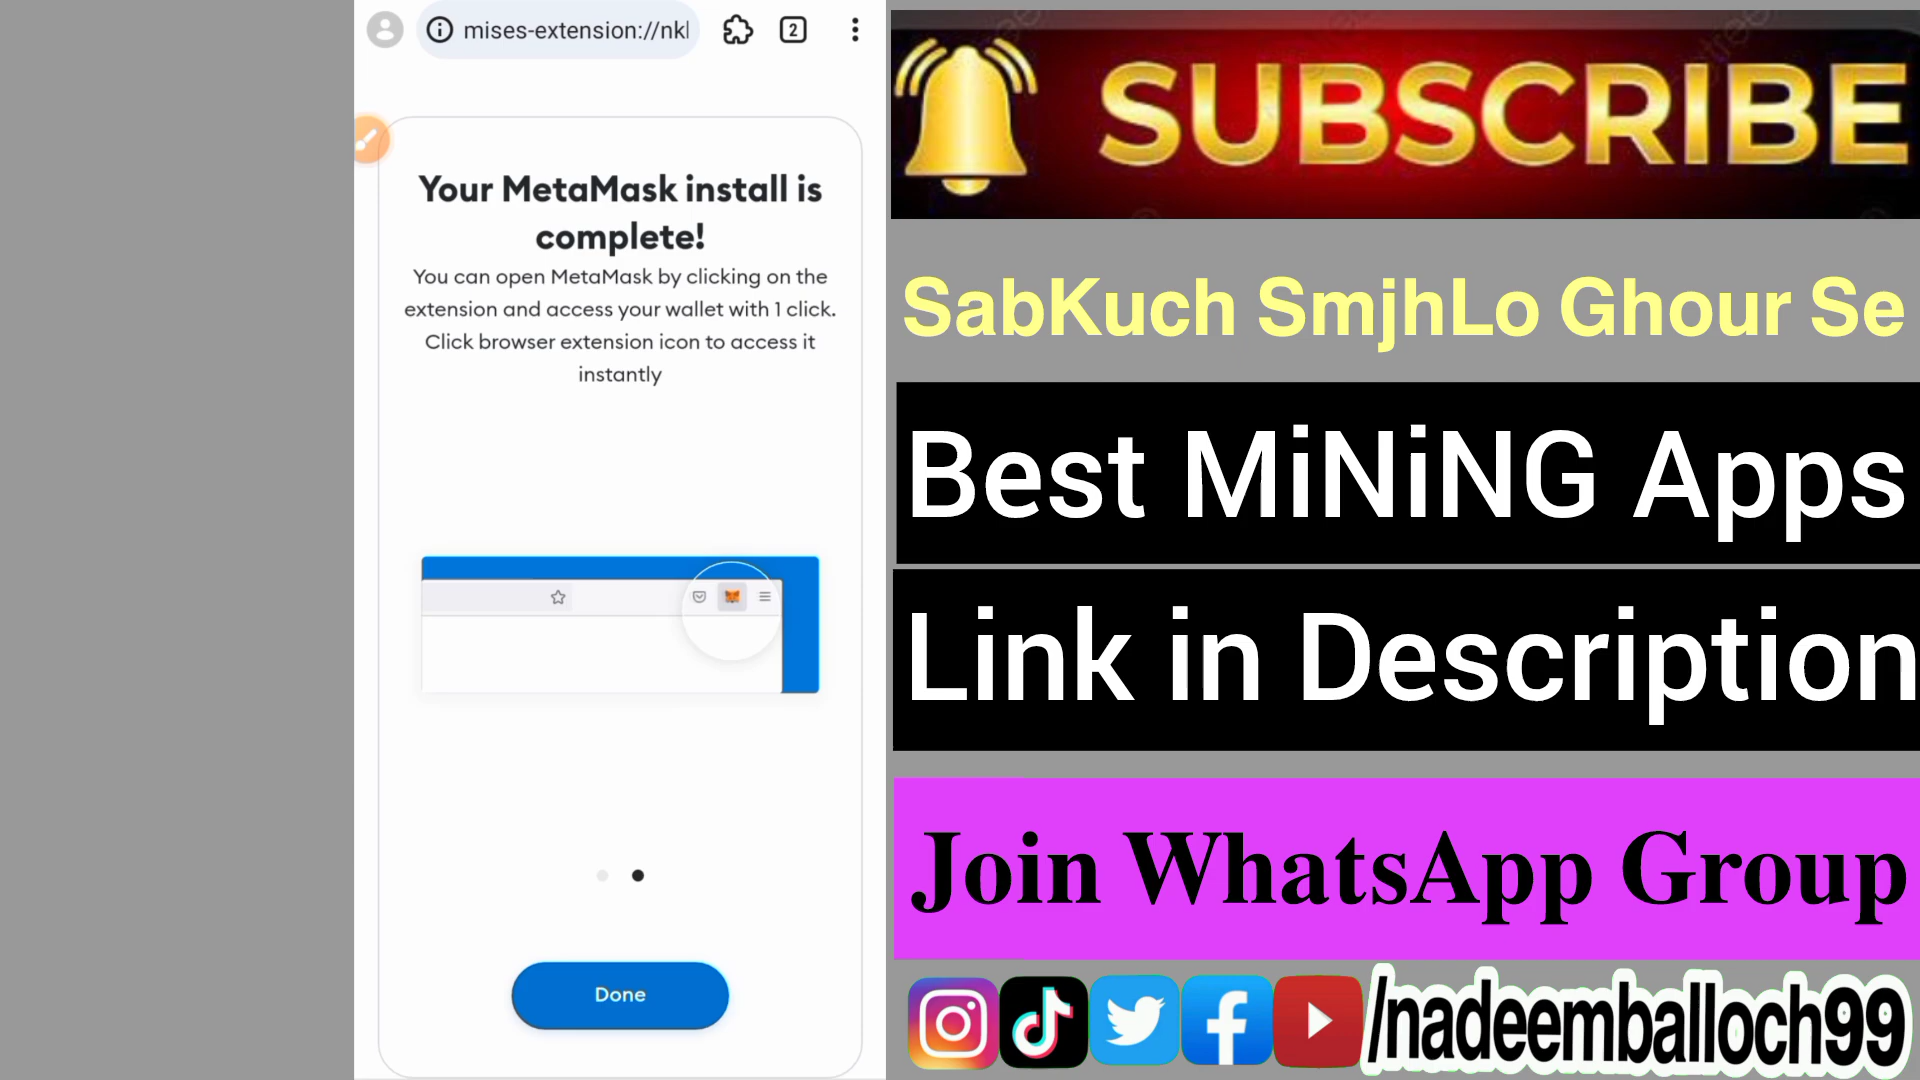 mises-extension://nkl
2
Your MetaMask install is
complete!
You can open MetaMask by clicking on the
extension and access your wallet with 1 click.
Click browser extension icon to access it
instantly
Done
SUBSCRIBE
SabKuch SmjhLo Ghour Se
Best MiNiNG Apps
Link in Description
Join WhatsApp Group
/nadeemballoch99